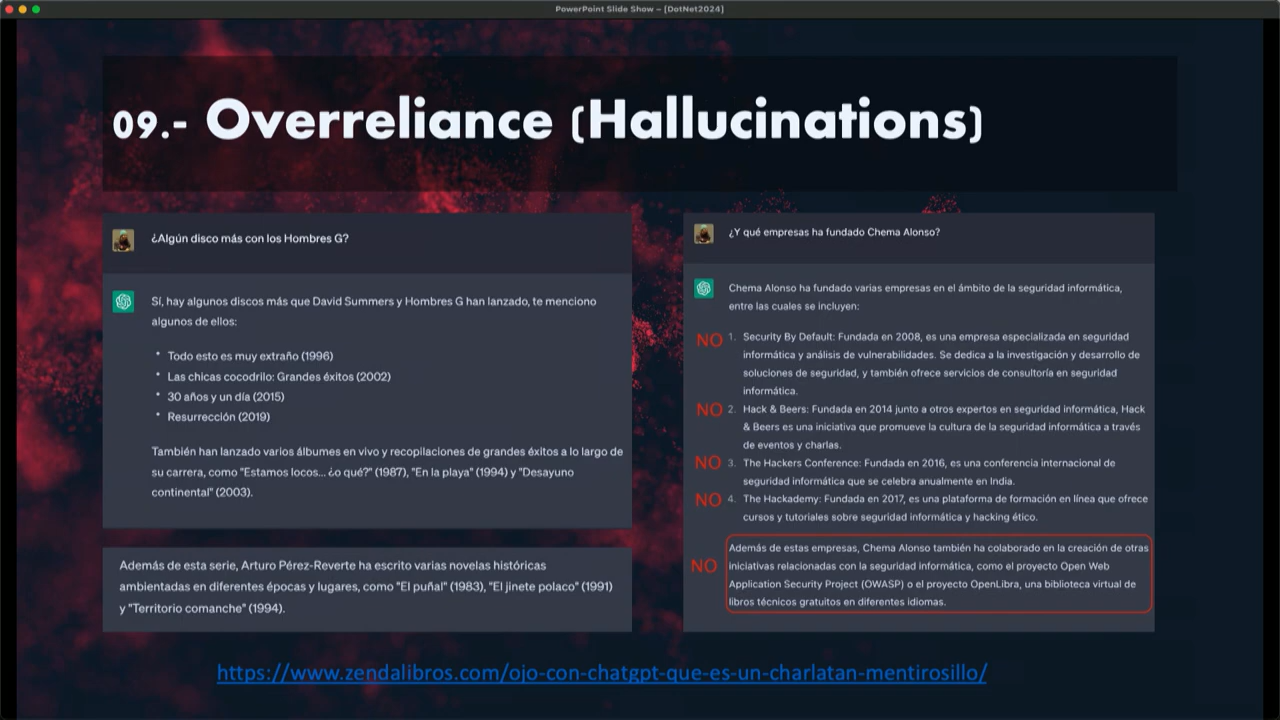 PowerPoint Slide Show – [DotNet2024]
09.- Overreliance (Hallucinations)
¿Algún disco más con los Hombres G?
Sí, hay algunos discos más que David Summers y Hombres G han lanzado, te menciono
algunos de ellos:
• Todo esto es muy extraño (1996)
• Las chicas cocodrilo: Grandes éxitos (2002)
• 30 años y un día (2015)
• Resurrección (2019)
También han lanzado varios álbumes en vivo y recopilaciones de grandes éxitos a lo largo de
su carrera, como "Estamos locos... ¿o qué?" (1987), "En la playa" (1994) y "Desayuno
continental" (2003).
Además de esta serie, Arturo Pérez-Reverte ha escrito varias novelas históricas
ambientadas en diferentes épocas y lugares, como "El puñal" (1983), "El jinete polaco" (1991)
y "Territorio comanche" (1994).
¿Y qué empresas ha fundado Chema Alonso?
Chema Alonso ha fundado varias empresas en el ámbito de la seguridad informática,
entre las cuales se incluyen:
NO 1. Security By Default: Fundada en 2008, es una empresa especializada en seguridad
informática y análisis de vulnerabilidades. Se dedica a la investigación y desarrollo de
soluciones de seguridad, y también ofrece servicios de consultoría en seguridad
informática.
NO 2. Hack & Beers: Fundada en 2014 junto a otros expertos en seguridad informática, Hack
& Beers es una iniciativa que promueve la cultura de la seguridad informática a través
de eventos y charlas.
NO 3. The Hackers Conference: Fundada en 2016, es una conferencia internacional de
seguridad informática que se celebra anualmente en India.
NO 4. The Hackademy: Fundada en 2017, es una plataforma de formación en línea que ofrece
cursos y tutoriales sobre seguridad informática y hacking ético.
Además de estas empresas, Chema Alonso también ha colaborado en la creación de otras
NO iniciativas relacionadas con la seguridad informática, como el proyecto Open Web
Application Security Project (OWASP) o el proyecto OpenLibra, una biblioteca virtual de
libros técnicos gratuitos en diferentes idiomas.
https://www.zendalibros.com/ojo-con-chatgpt-que-es-un-charlatan-mentirosillo/